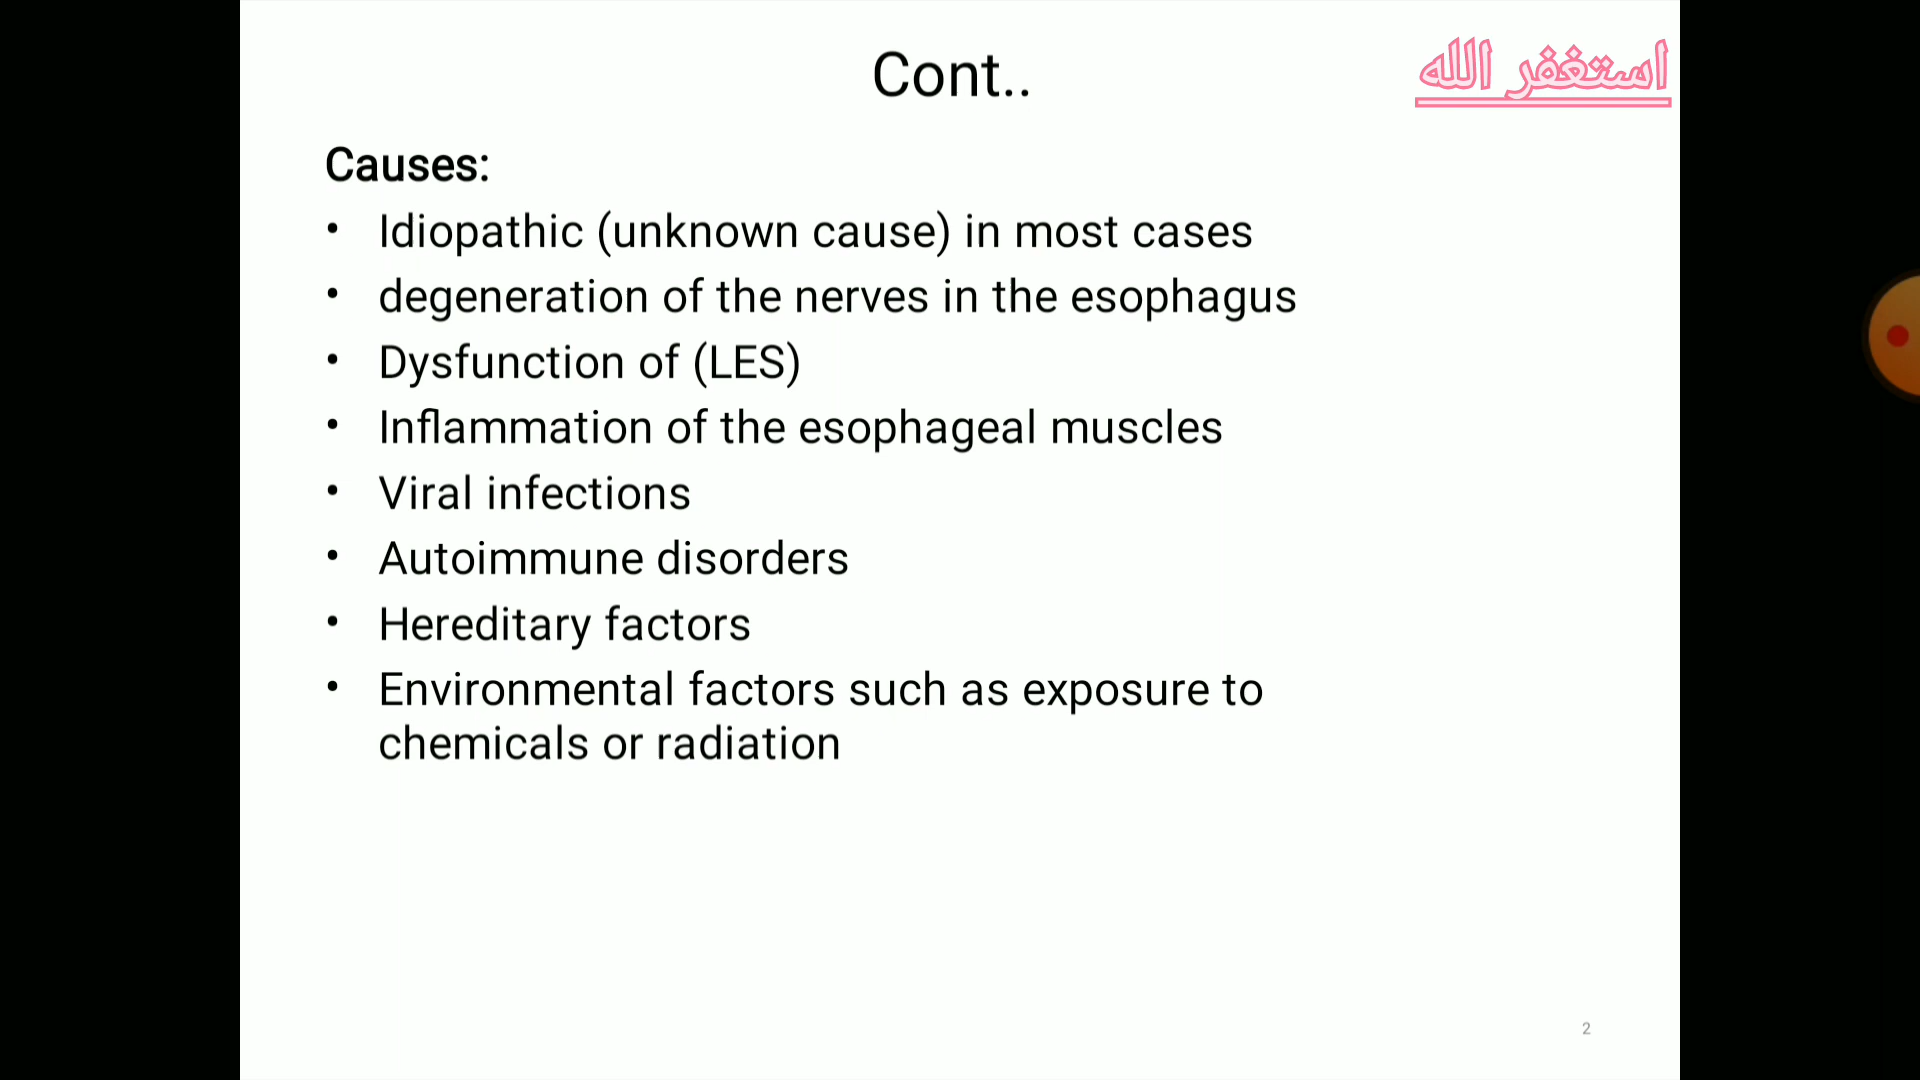 Cont..
استغفر الله
Causes:
• Idiopathic (unknown cause) in most cases
• degeneration of the nerves in the esophagus
• Dysfunction of (LES)
• Inflammation of the esophageal muscles
• Viral infections
• Autoimmune disorders
• Hereditary factors
• Environmental factors such as exposure to
chemicals or radiation
2